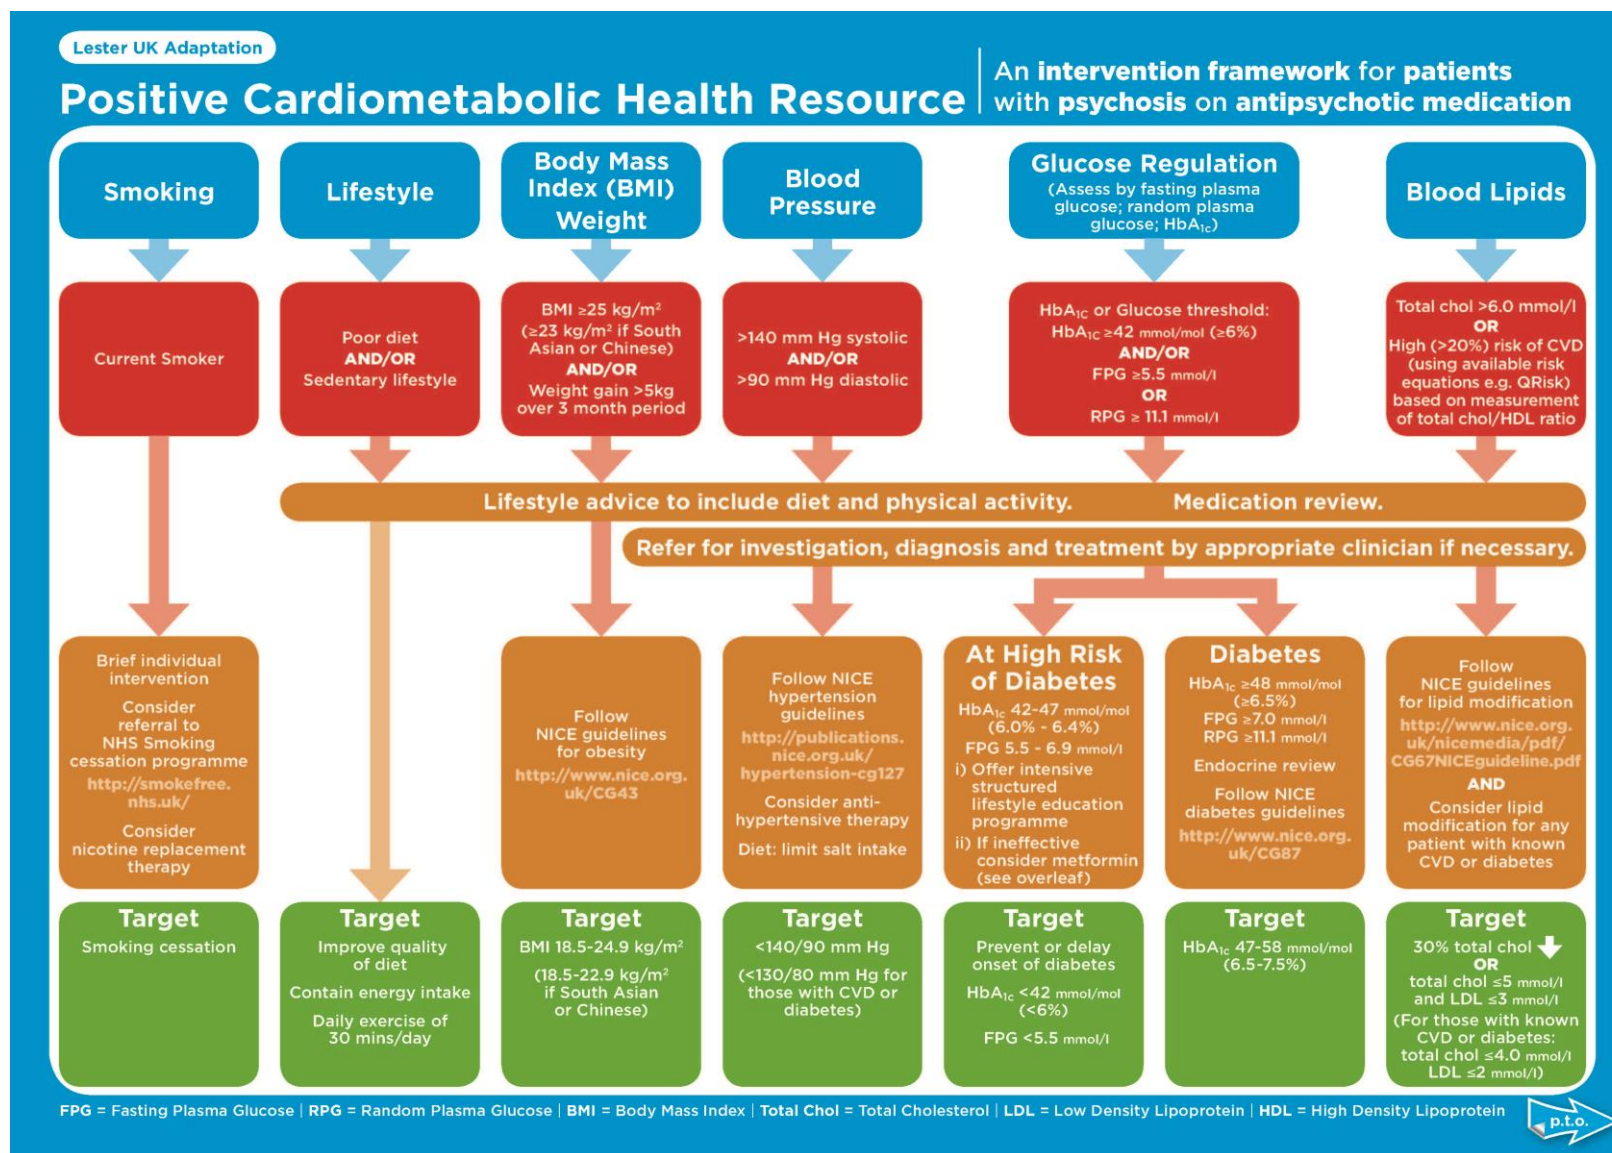 Lester UK Adaptation
Positive Cardiometabolic Health Resource
An intervention framework for patients
with psychosis on antipsychotic medication
Smoking
Lifestyle
Body Mass
Index (BMI)
Weight
Blood
Pressure
Glucose Regulation
(Assess by fasting plasma
glucose; random plasma
glucose; HbA1c)
Blood Lipids
Current Smoker
Poor diet
AND/OR
Sedentary lifestyle
BMI ≥25 kg/m²
(≥23 kg/m² if South
Asian or Chinese)
AND/OR
Weight gain >5kg
over 3 month period
>140 mm Hg systolic
AND/OR
>90 mm Hg diastolic
HbA1C or Glucose threshold:
HbA1C ≥42 mmol/mol (≥6%)
AND/OR
FPG ≥5.5 mmol/l
OR
RPG ≥ 11.1 mmol/l
Total chol >6.0 mmol/l
OR
High (>20%) risk of CVD
(using available risk
equations e.g. QRisk)
based on measurement
of total chol/HDL ratio
Lifestyle advice to include diet and physical activity. Medication review.
Refer for investigation, diagnosis and treatment by appropriate clinician if necessary.
Brief individual
intervention
Consider
referral to
NHS Smoking
cessation programme
http://smokefree.
nhs.uk/
Consider
nicotine replacement
therapy
Follow
NICE guidelines
for obesity
http://www.nice.org.
uk/CG43
Follow NICE
hypertension
guidelines
http://publications.
nice.org.uk/
hypertension-cg127
Consider anti-
hypertensive therapy
Diet: limit salt intake
At High Risk
of Diabetes
HbA1c 42-47 mmol/mol
(6.0% - 6.4%)
FPG 5.5 - 6.9 mmol/l
i) Offer intensive
structured
lifestyle education
programme
ii) If ineffective
consider metformin
(see overleaf)
Diabetes
HbA1c ≥48 mmol/mol
(≥6.5%)
FPG ≥7.0 mmol/l
RPG ≥11.1 mmol/l
Endocrine review
Follow NICE
diabetes guidelines
http://www.nice.org.
uk/CG87
Follow
NICE guidelines
for lipid modification
http://www.nice.org.
uk/nicemedia/pdf/
CG67NICEguideline.pdf
AND
Consider lipid
modification for any
patient with known
CVD or diabetes
Target
Smoking cessation
Target
Improve quality
of diet
Contain energy intake
Daily exercise of
30 mins/day
Target
BMI 18.5-24.9 kg/m²
(18.5-22.9 kg/m²
if South Asian
or Chinese)
Target
<140/90 mm Hg
(<130/80 mm Hg for
those with CVD or
diabetes)
Target
Prevent or delay
onset of diabetes
HbA1c <42 mmol/mol
(<6%)
FPG <5.5 mmol/l
Target
HbA1c 47-58 mmol/mol
(6.5-7.5%)
Target
30% total chol
OR
total chol ≤5 mmol/l
and LDL ≤3 mmol/l
(For those with known
CVD or diabetes:
total chol ≤4.0 mmol/l
LDL ≤2 mmol/l)
FPG = Fasting Plasma Glucose | RPG = Random Plasma Glucose | BMI = Body Mass Index | Total Chol = Total Cholesterol | LDL = Low Density Lipoprotein | HDL = High Density Lipoprotein
p.t.o.